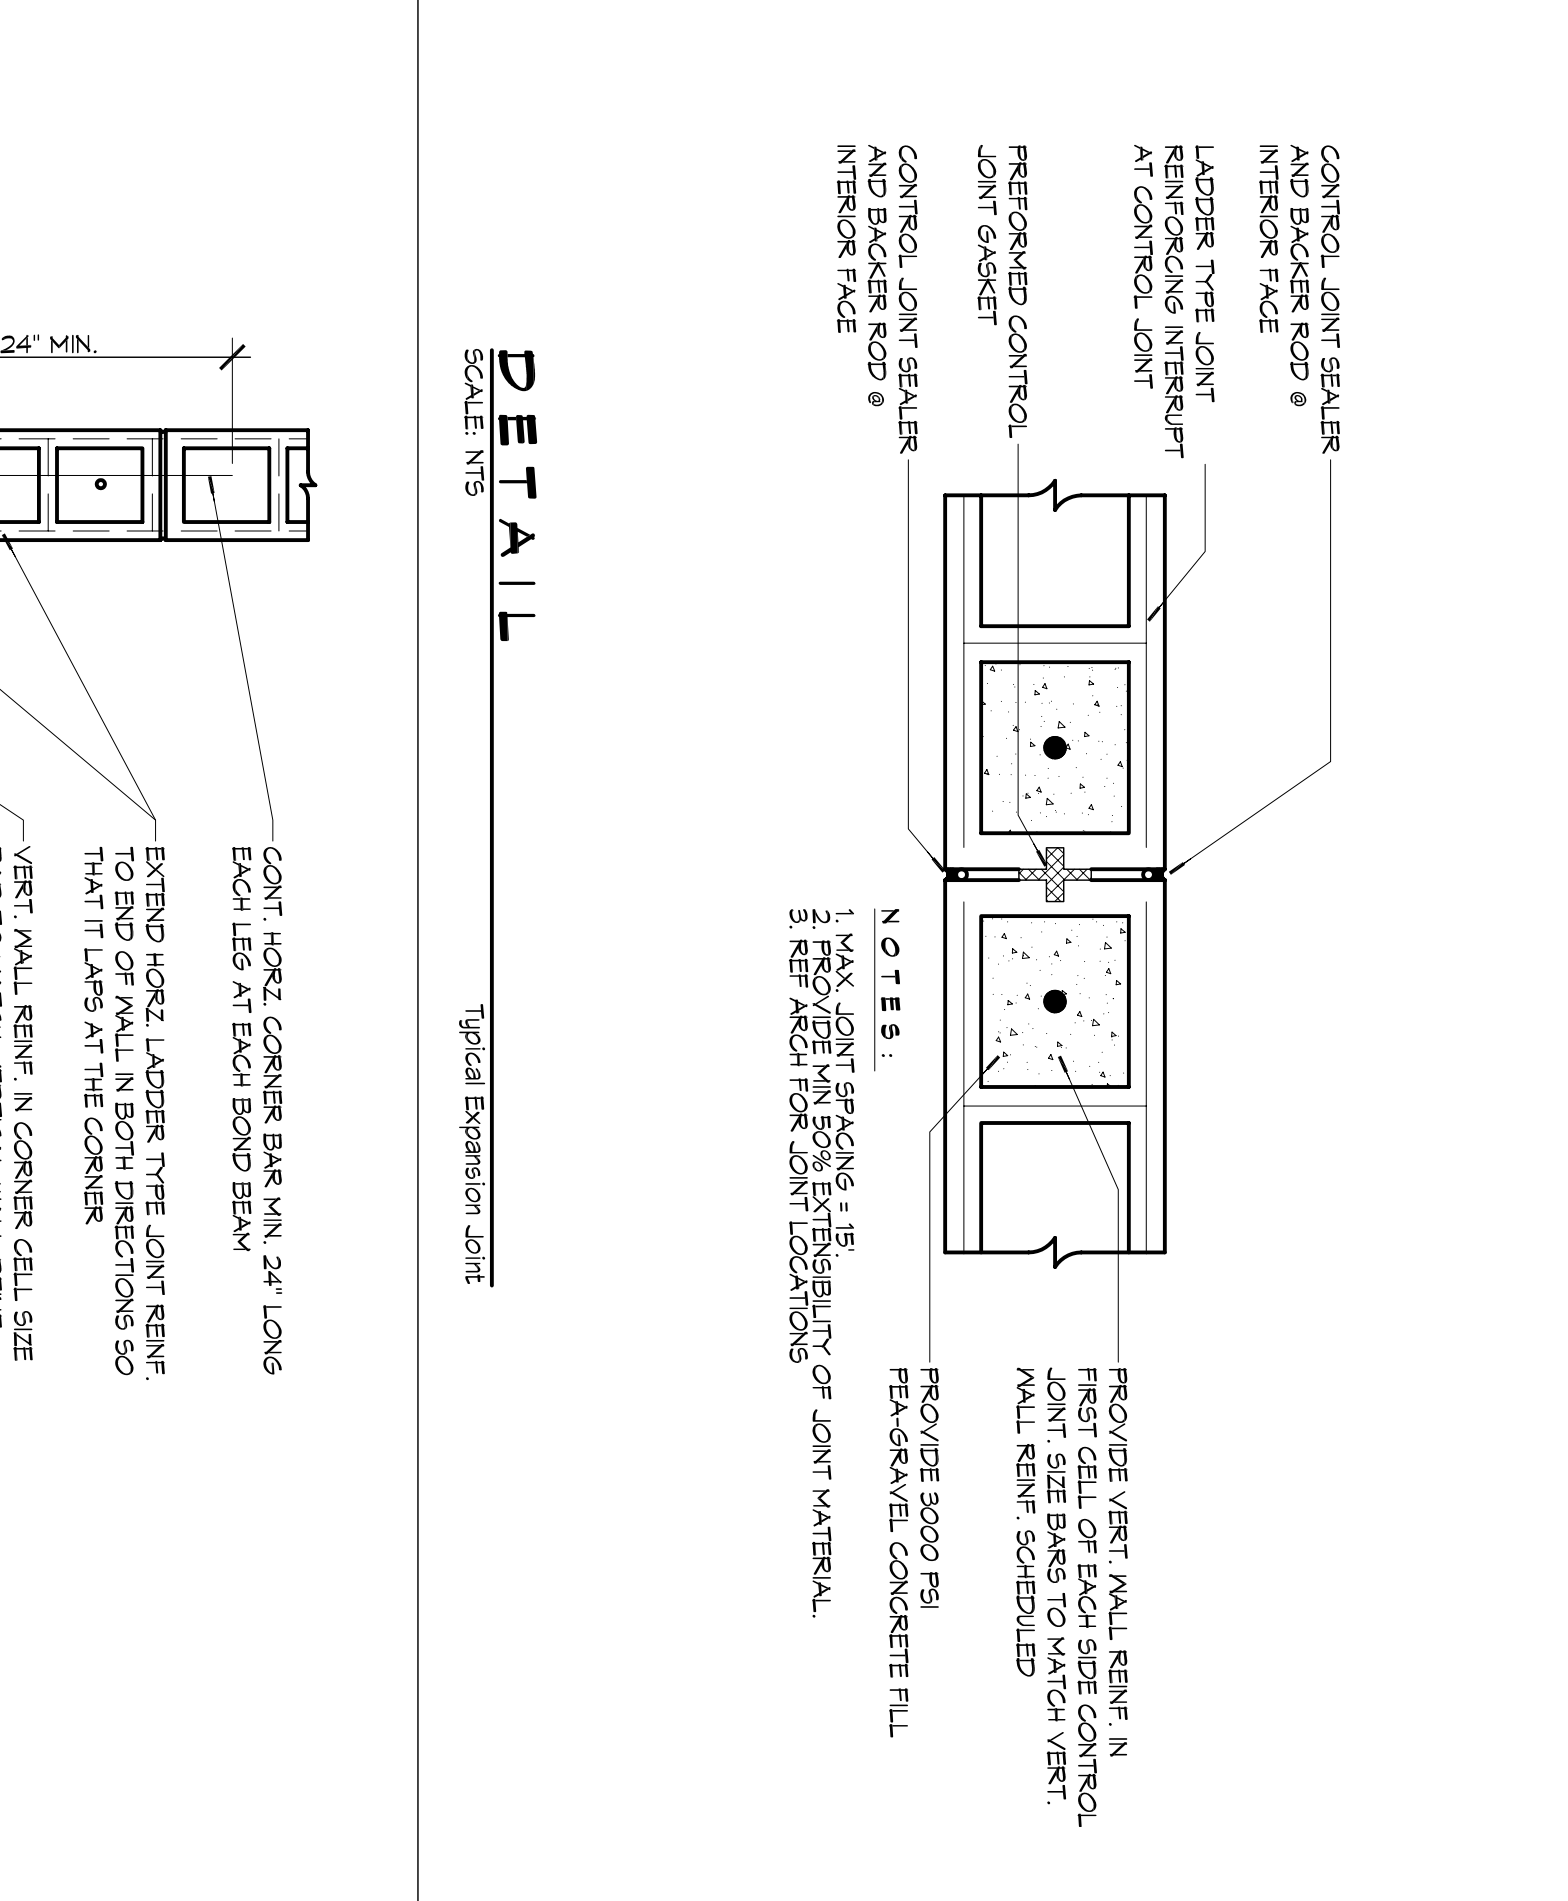 CONTROL JOINT SEALER
AND BACKER ROD @
INTERIOR FACE
LADDER TYPE JOINT
REINFORCING INTERRUPT
AT CONTROL JOINT
PREFORMED CONTROL
JOINT GASKET
CONTROL JOINT SEALER
AND BACKER ROD @
INTERIOR FACE
PROVIDE VERT. WALL REINF. IN
FIRST CELL OF EACH SIDE CONTROL
JOINT. SIZE BARS TO MATCH VERT.
WALL REINF. SCHEDULED
PROVIDE 3000 PSI
PEA-GRAVEL CONCRETE FILL
NOTES:
1. MAX. JOINT SPACING = 15'.
2. PROVIDE MIN 50% EXTENSIBILITY OF JOINT MATERIAL.
3. REF ARCH FOR JOINT LOCATIONS
DETAIL
SCALE: NTS
Typical Expansion Joint
24" MIN.
CONT. HORZ. CORNER BAR MIN. 24" LONG
EACH LEG AT EACH BOND BEAM
EXTEND HORZ. LADDER TYPE JOINT REINF.
TO END OF WALL IN BOTH DIRECTIONS SO
THAT IT LAPS AT THE CORNER
VERT. WALL REINF. IN CORNER CELL SIZE